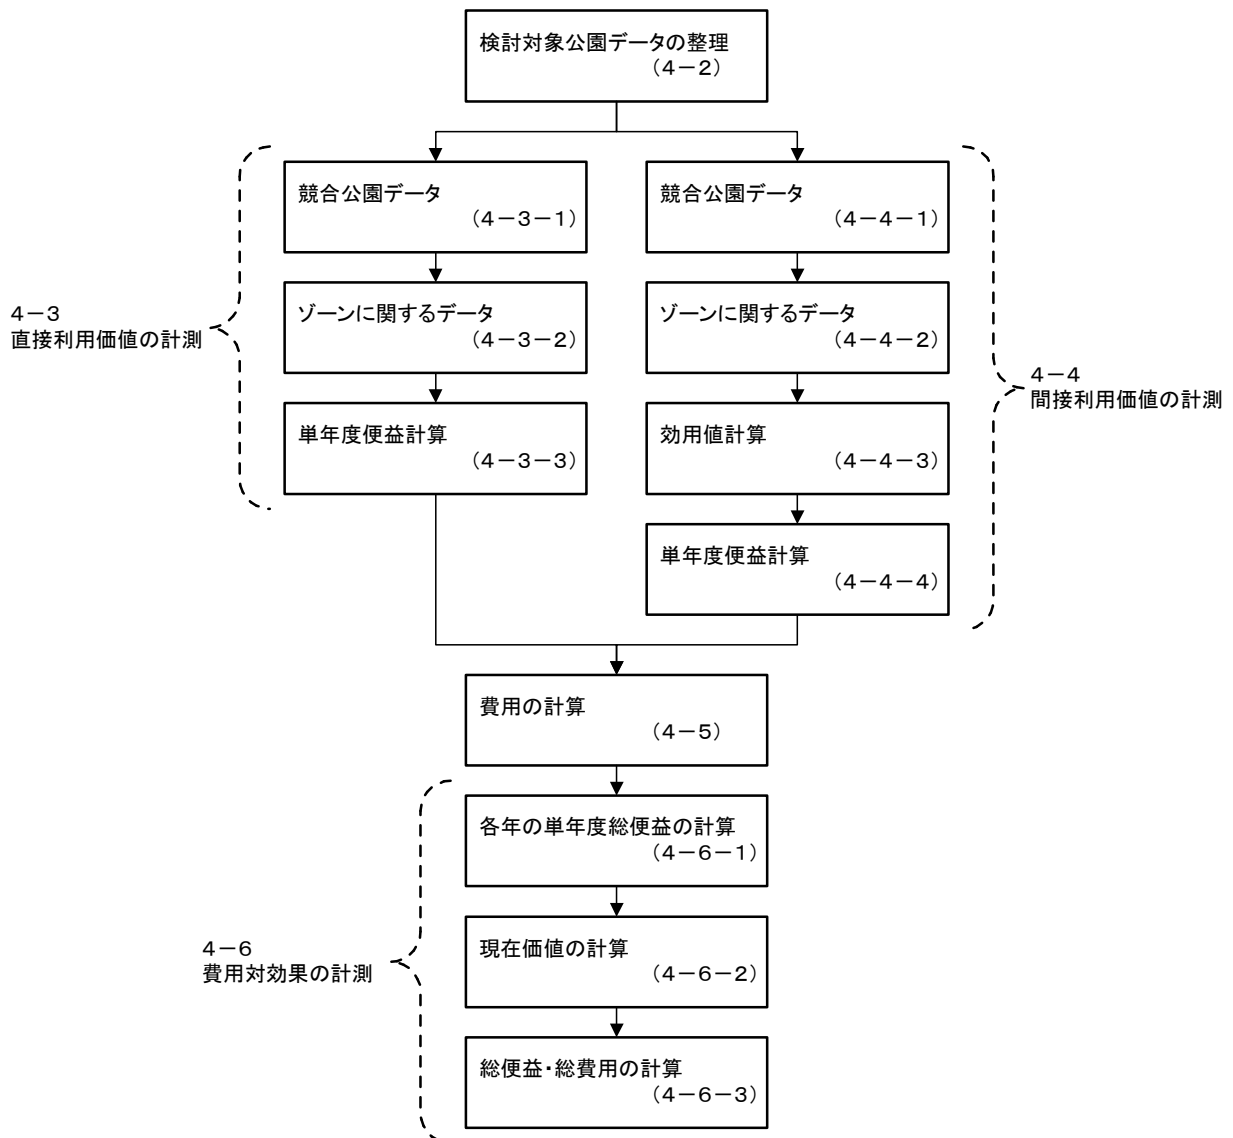 検討対象公園データの整理
(4-2)
4-3
直接利用価値の計測
競合公園データ
(4-3-1)
ゾーンに関するデータ
(4-3-2)
単年度便益計算
(4-3-3)
競合公園データ
(4-4-1)
ゾーンに関するデータ
(4-4-2)
効用値計算
(4-4-3)
単年度便益計算
(4-4-4)
4-4
間接利用価値の計測
費用の計算
(4-5)
4-6
費用対効果の計測
各年の単年度総便益の計算
(4-6-1)
現在価値の計算
(4-6-2)
総便益・総費用の計算
(4-6-3)